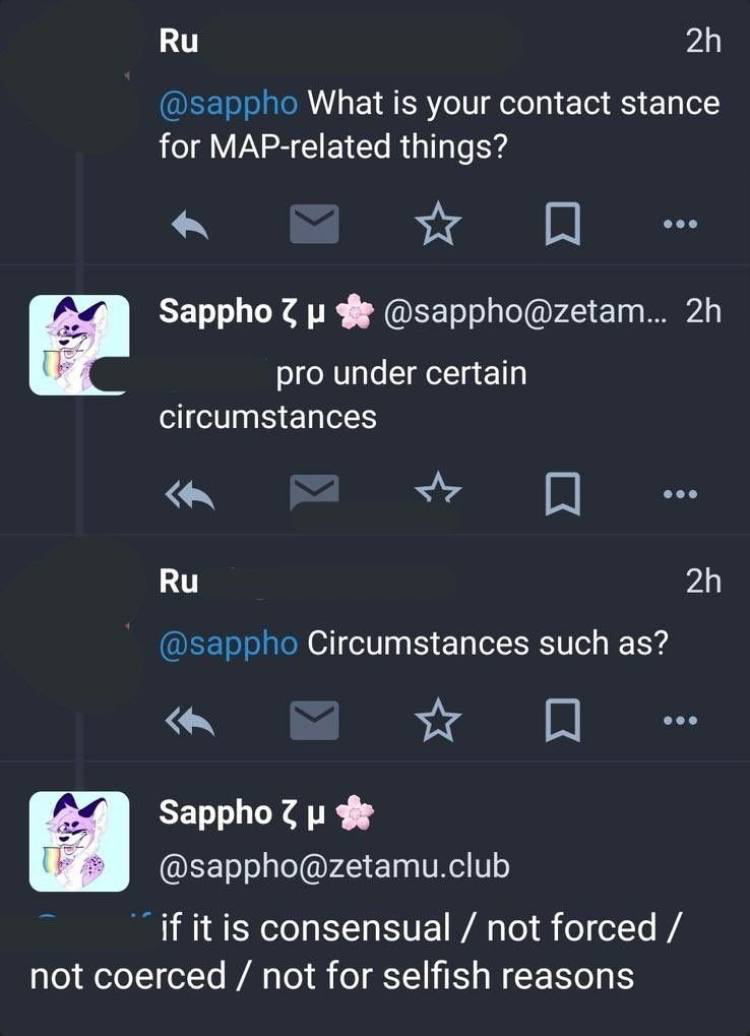 Ru 2h
@sappho What is your contact stance
for MAP-related things?
Sappho ζ μ 🌸 @sappho@zetam... 2h
pro under certain
circumstances
Ru 2h
@sappho Circumstances such as?
Sappho ζ μ 🌸
@sappho@zetamu.club
if it is consensual / not forced /
not coerced / not for selfish reasons